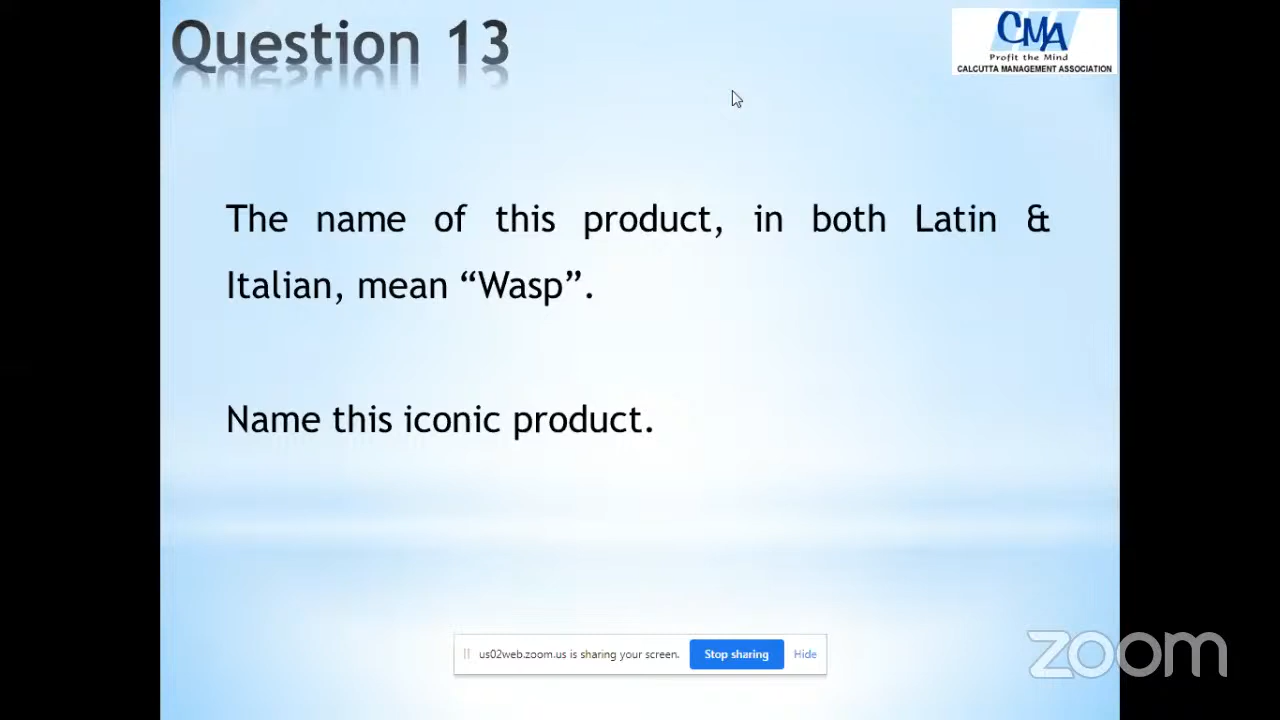 Question 13
CMA
Profit the Mind
CALCUTTA MANAGEMENT ASSOCIATION
The name of this product, in both Latin &
Italian, mean “Wasp”.
Name this iconic product.
us02web.zoom.us is sharing your screen. Stop sharing Hide
zoom